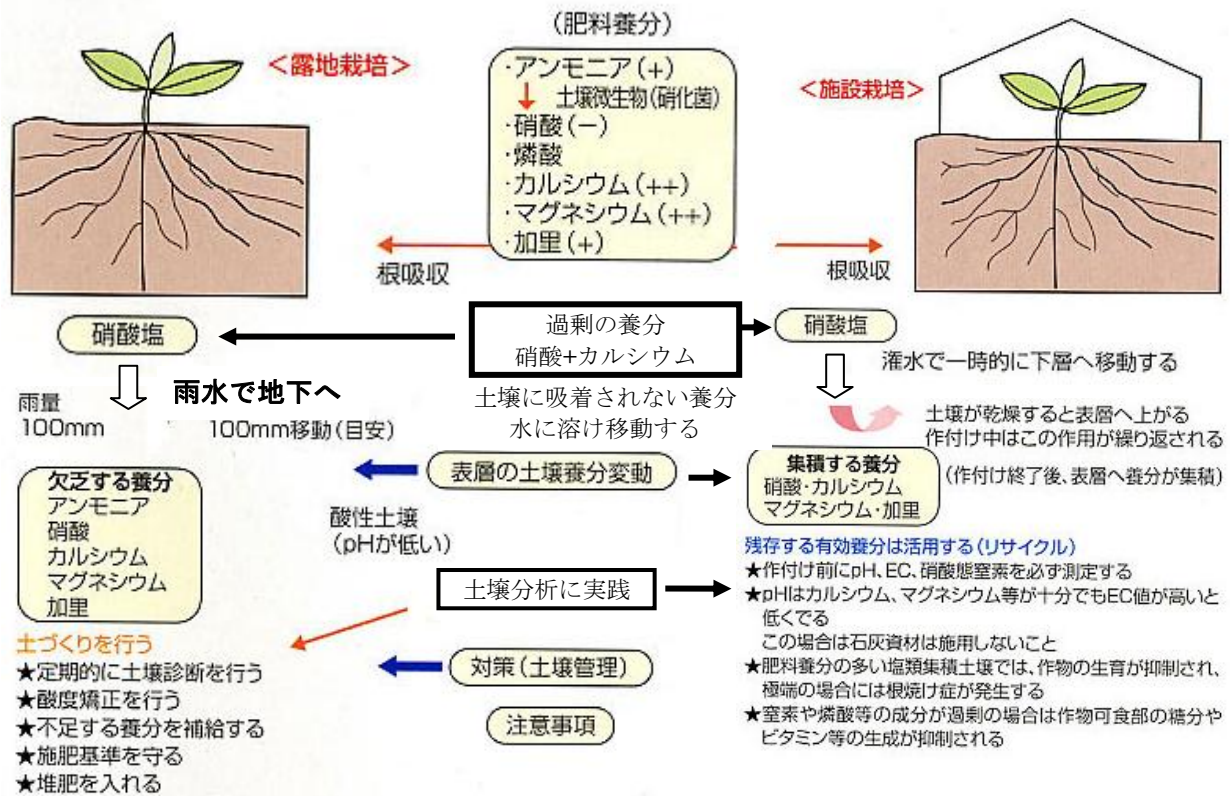 (肥料養分)
<露地栽培>
・アンモニア(+)
土壌微生物(硝化菌)
・硝酸(－)
・燐酸
・カルシウム(++)
・マグネシウム(++)
・加里(+)
<施設栽培>
根吸収
根吸収
硝酸塩
過剰の養分
硝酸+カルシウム
硝酸塩
雨水で地下へ
雨量
100mm
100mm移動(目安)
土壌に吸着されない養分
水に溶け移動する
潅水で一時的に下層へ移動する
土壌が乾燥すると表層へ上がる
作付け中はこの作用が繰り返される
表層の土壌養分変動
集積する養分
硝酸・カルシウム
マグネシウム・加里
(作付け終了後、表層へ養分が集積)
欠乏する養分
アンモニア
硝酸
カルシウム
マグネシウム
加里
酸性土壌
(pHが低い)
土壌分析に実践
残存する有効養分は活用する(リサイクル)
★作付け前にpH、EC、硝酸態窒素を必ず測定する
★pHはカルシウム、マグネシウム等が十分でもEC値が高いと
低くでる
この場合は石灰資材は施用しないこと
★肥料養分の多い塩類集積土壌では、作物の生育が抑制され、
極端の場合には根焼け症が発生する
★窒素や燐酸等の成分が過剰の場合は作物可食部の糖分や
ビタミン等の生成が抑制される
土づくりを行う
★定期的に土壌診断を行う
★酸度矯正を行う
★不足する養分を補給する
★施肥基準を守る
★堆肥を入れる
対策(土壌管理)
注意事項